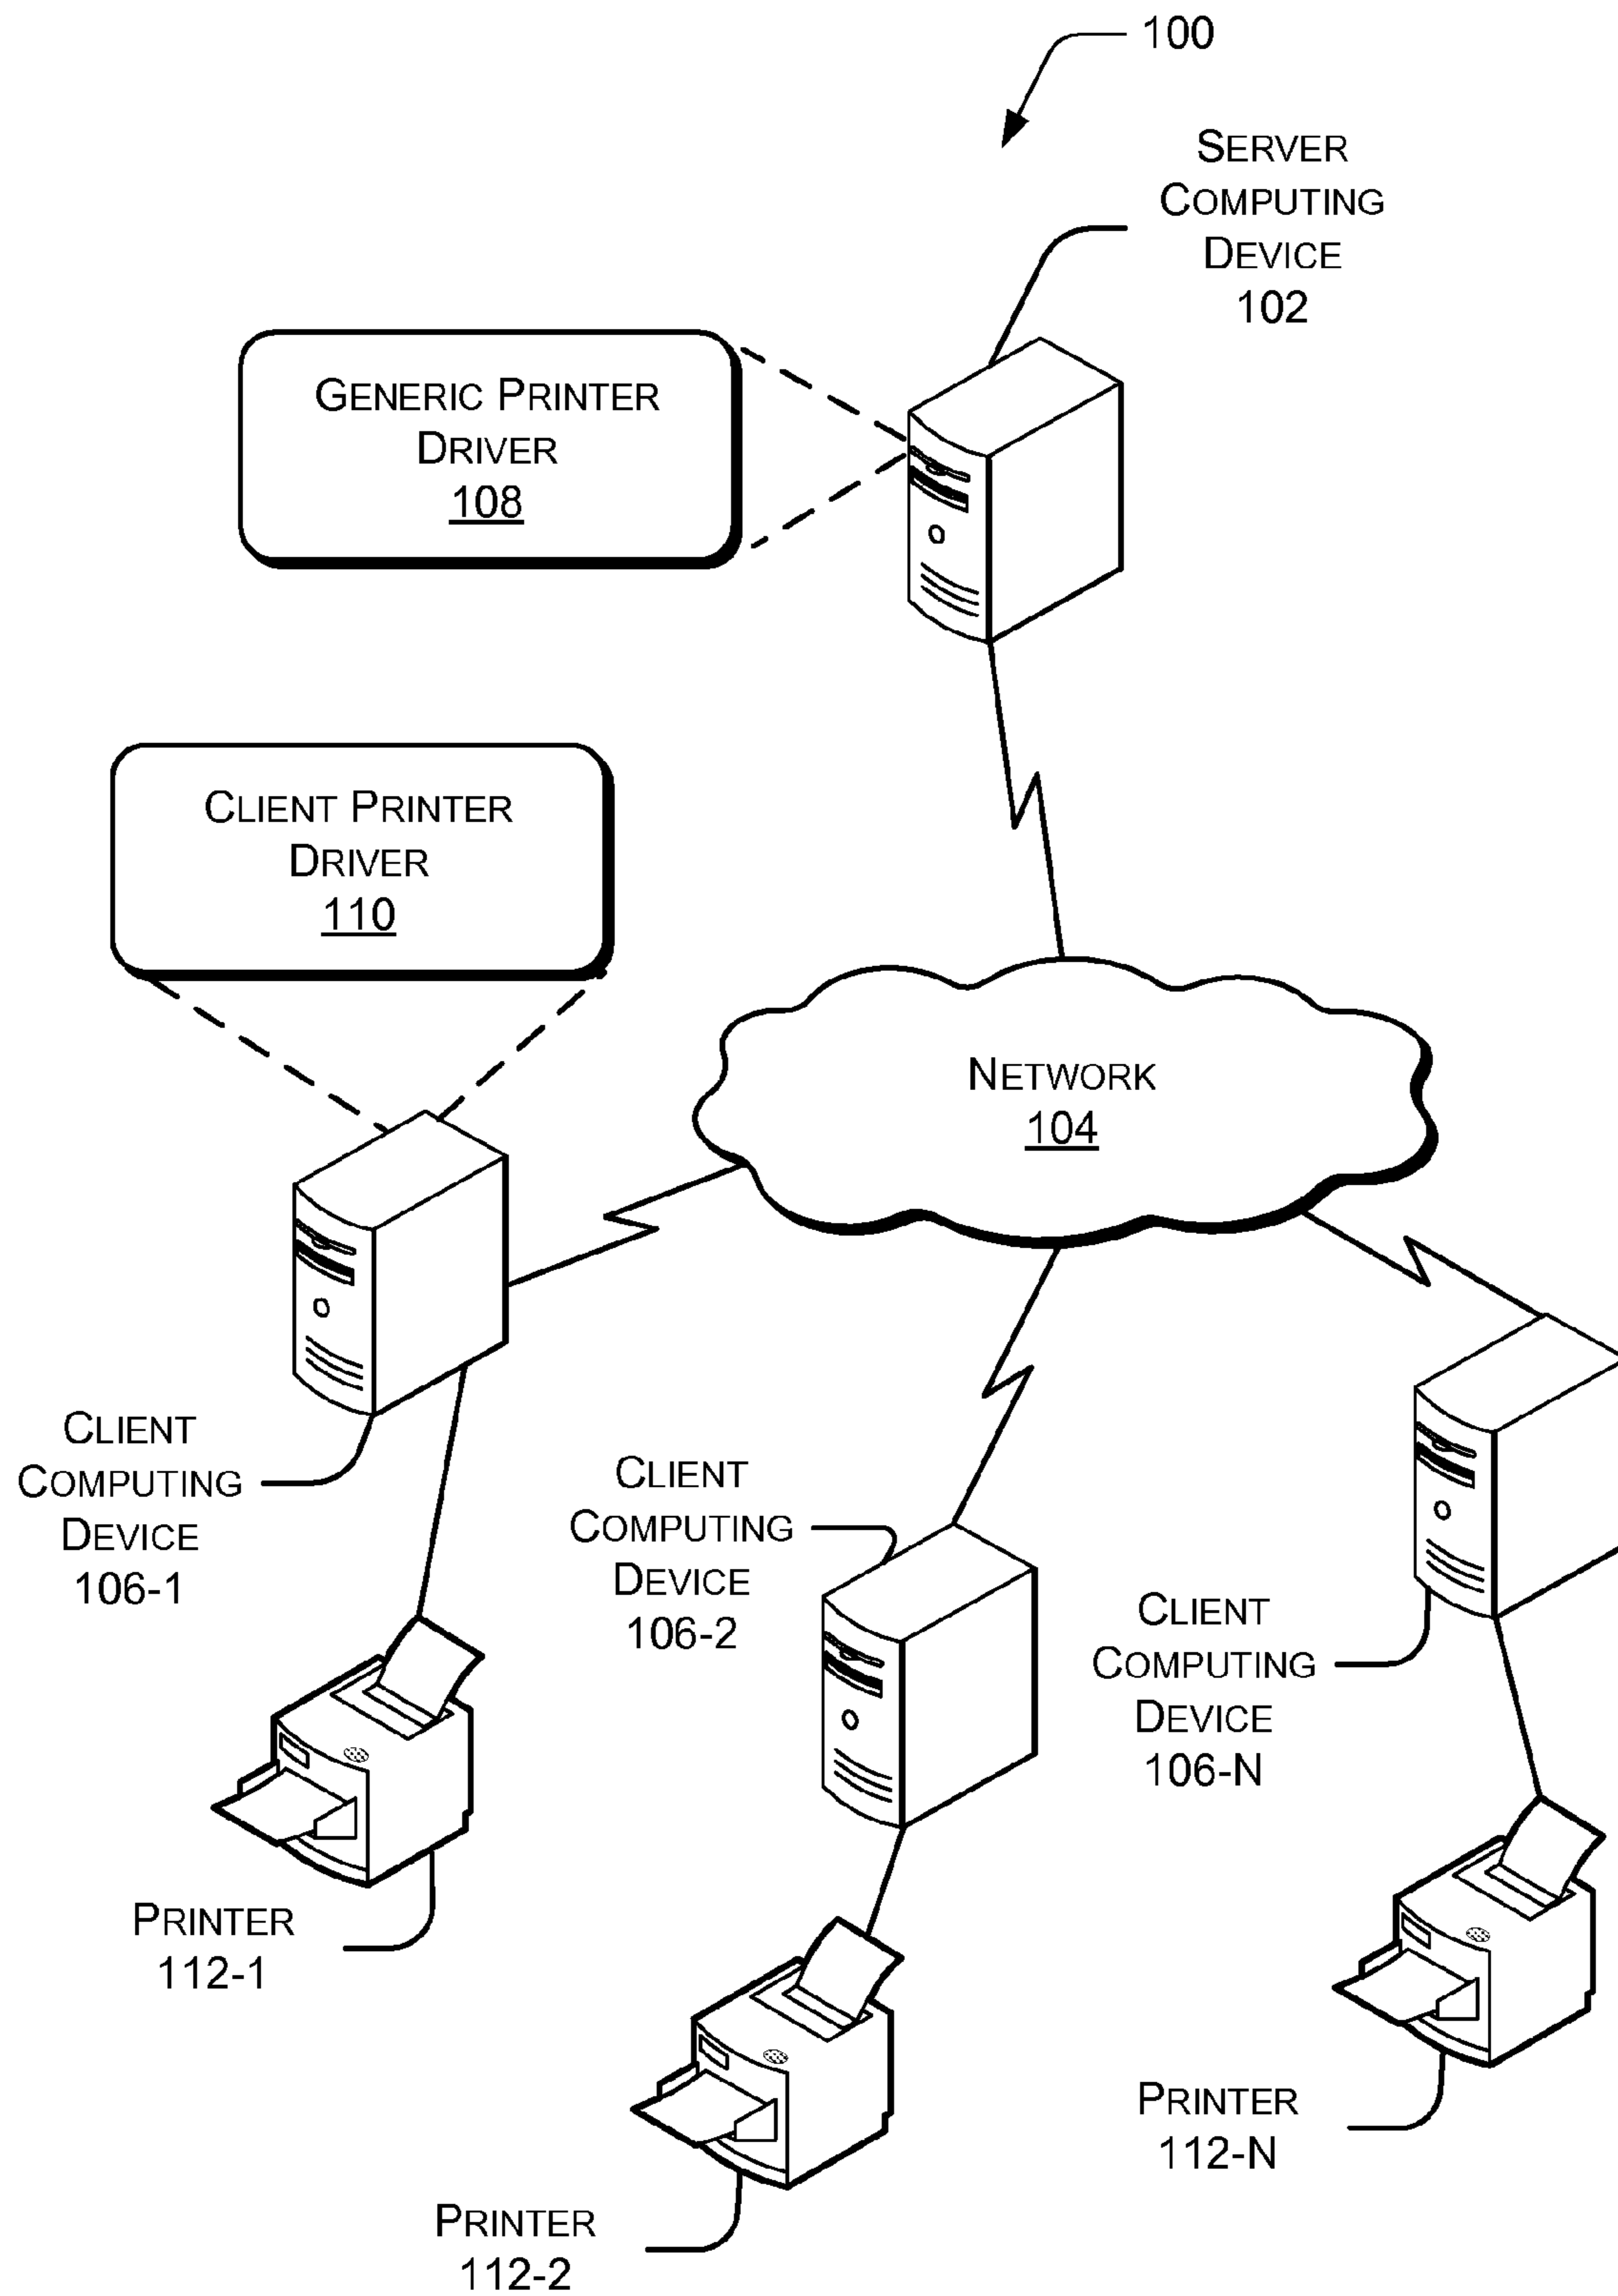 100
SERVER
COMPUTING
DEVICE
102
GENERIC PRINTER
DRIVER
108
CLIENT PRINTER
DRIVER
110
NETWORK
104
CLIENT
COMPUTING
DEVICE
106-1
CLIENT
COMPUTING
DEVICE
106-2
CLIENT
COMPUTING
DEVICE
106-N
PRINTER
112-1
PRINTER
112-N
PRINTER
112-2